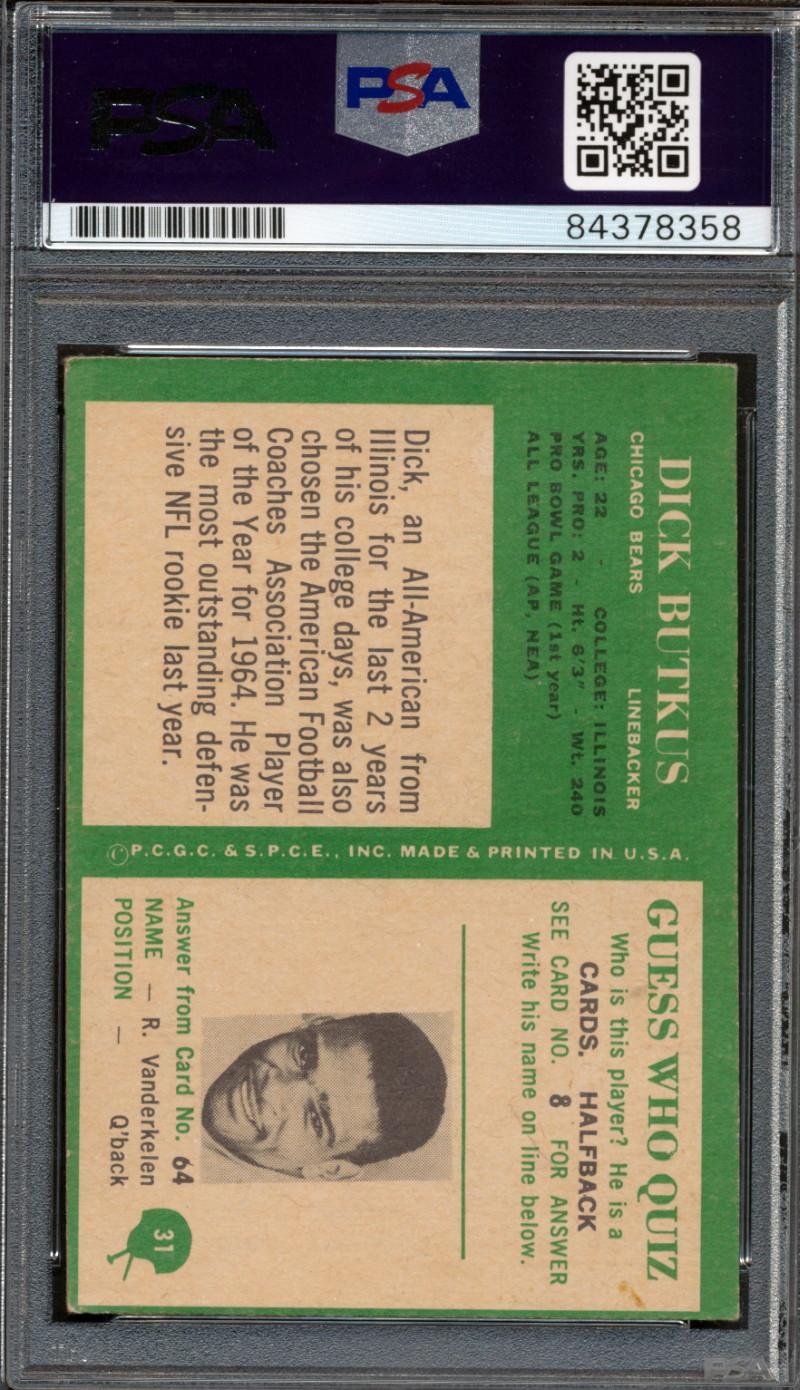 PSA
PSA
84378358
DICK BUTKUS
CHICAGO BEARS LINEBACKER
AGE: 22 - COLLEGE: ILLINOIS
YRS. PRO: 2 - Ht. 6'3" - Wt. 240
PRO BOWL GAME (1st year)
ALL LEAGUE (AP, NEA)
Dick, an All-American from
Illinois for the last 2 years
of his college days, was also
chosen the American Football
Coaches Association Player
of the Year for 1964. He was
the most outstanding defen-
sive NFL rookie last year.
©P.C.G.C. & S.P.C.E., INC. MADE & PRINTED IN U.S.A.
GUESS WHO QUIZ
Who is this player? He is a
CARDS. HALFBACK
SEE CARD NO. 8 FOR ANSWER
Write his name on line below.
Answer from Card No. 64
NAME — R. Vanderkelen
POSITION — Q'back
31
PSA